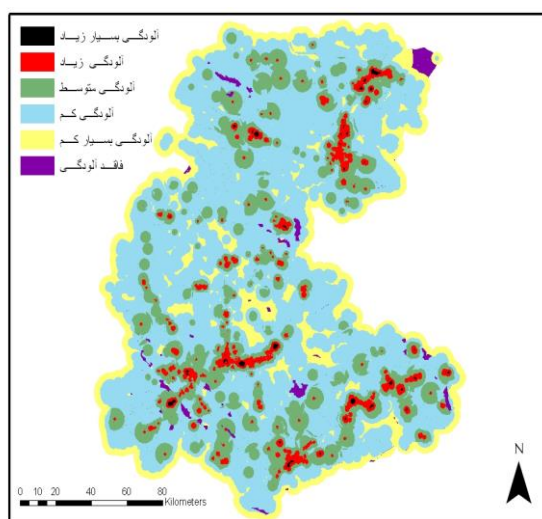 آلودگی بسیار زیاد
آلودگی زیاد
آلودگی متوسط
آلودگی کم
آلودگی بسیار کم
فاقد آلودگی
N
0 10 20 40 60 80
Kilometers